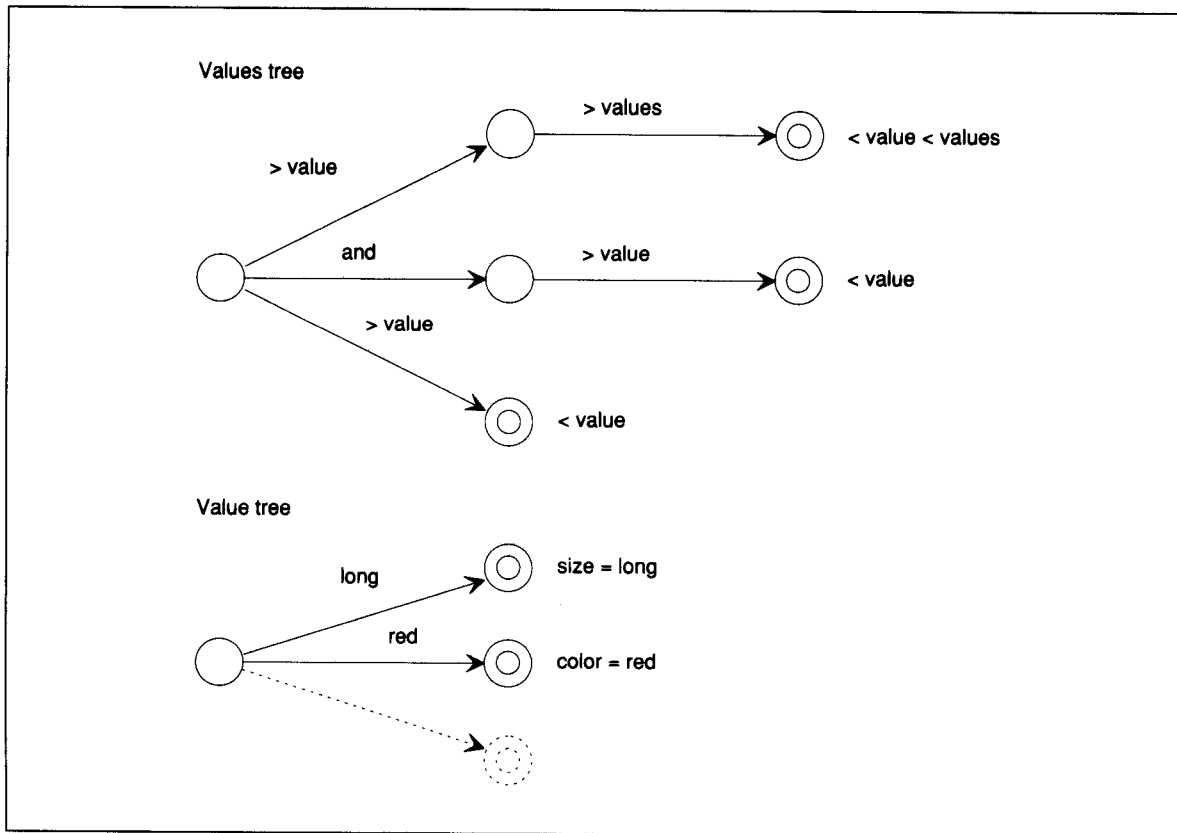 Values tree
> values
< value < values
> value
and
> value
< value
> value
< value
Value tree
long
size = long
red
color = red